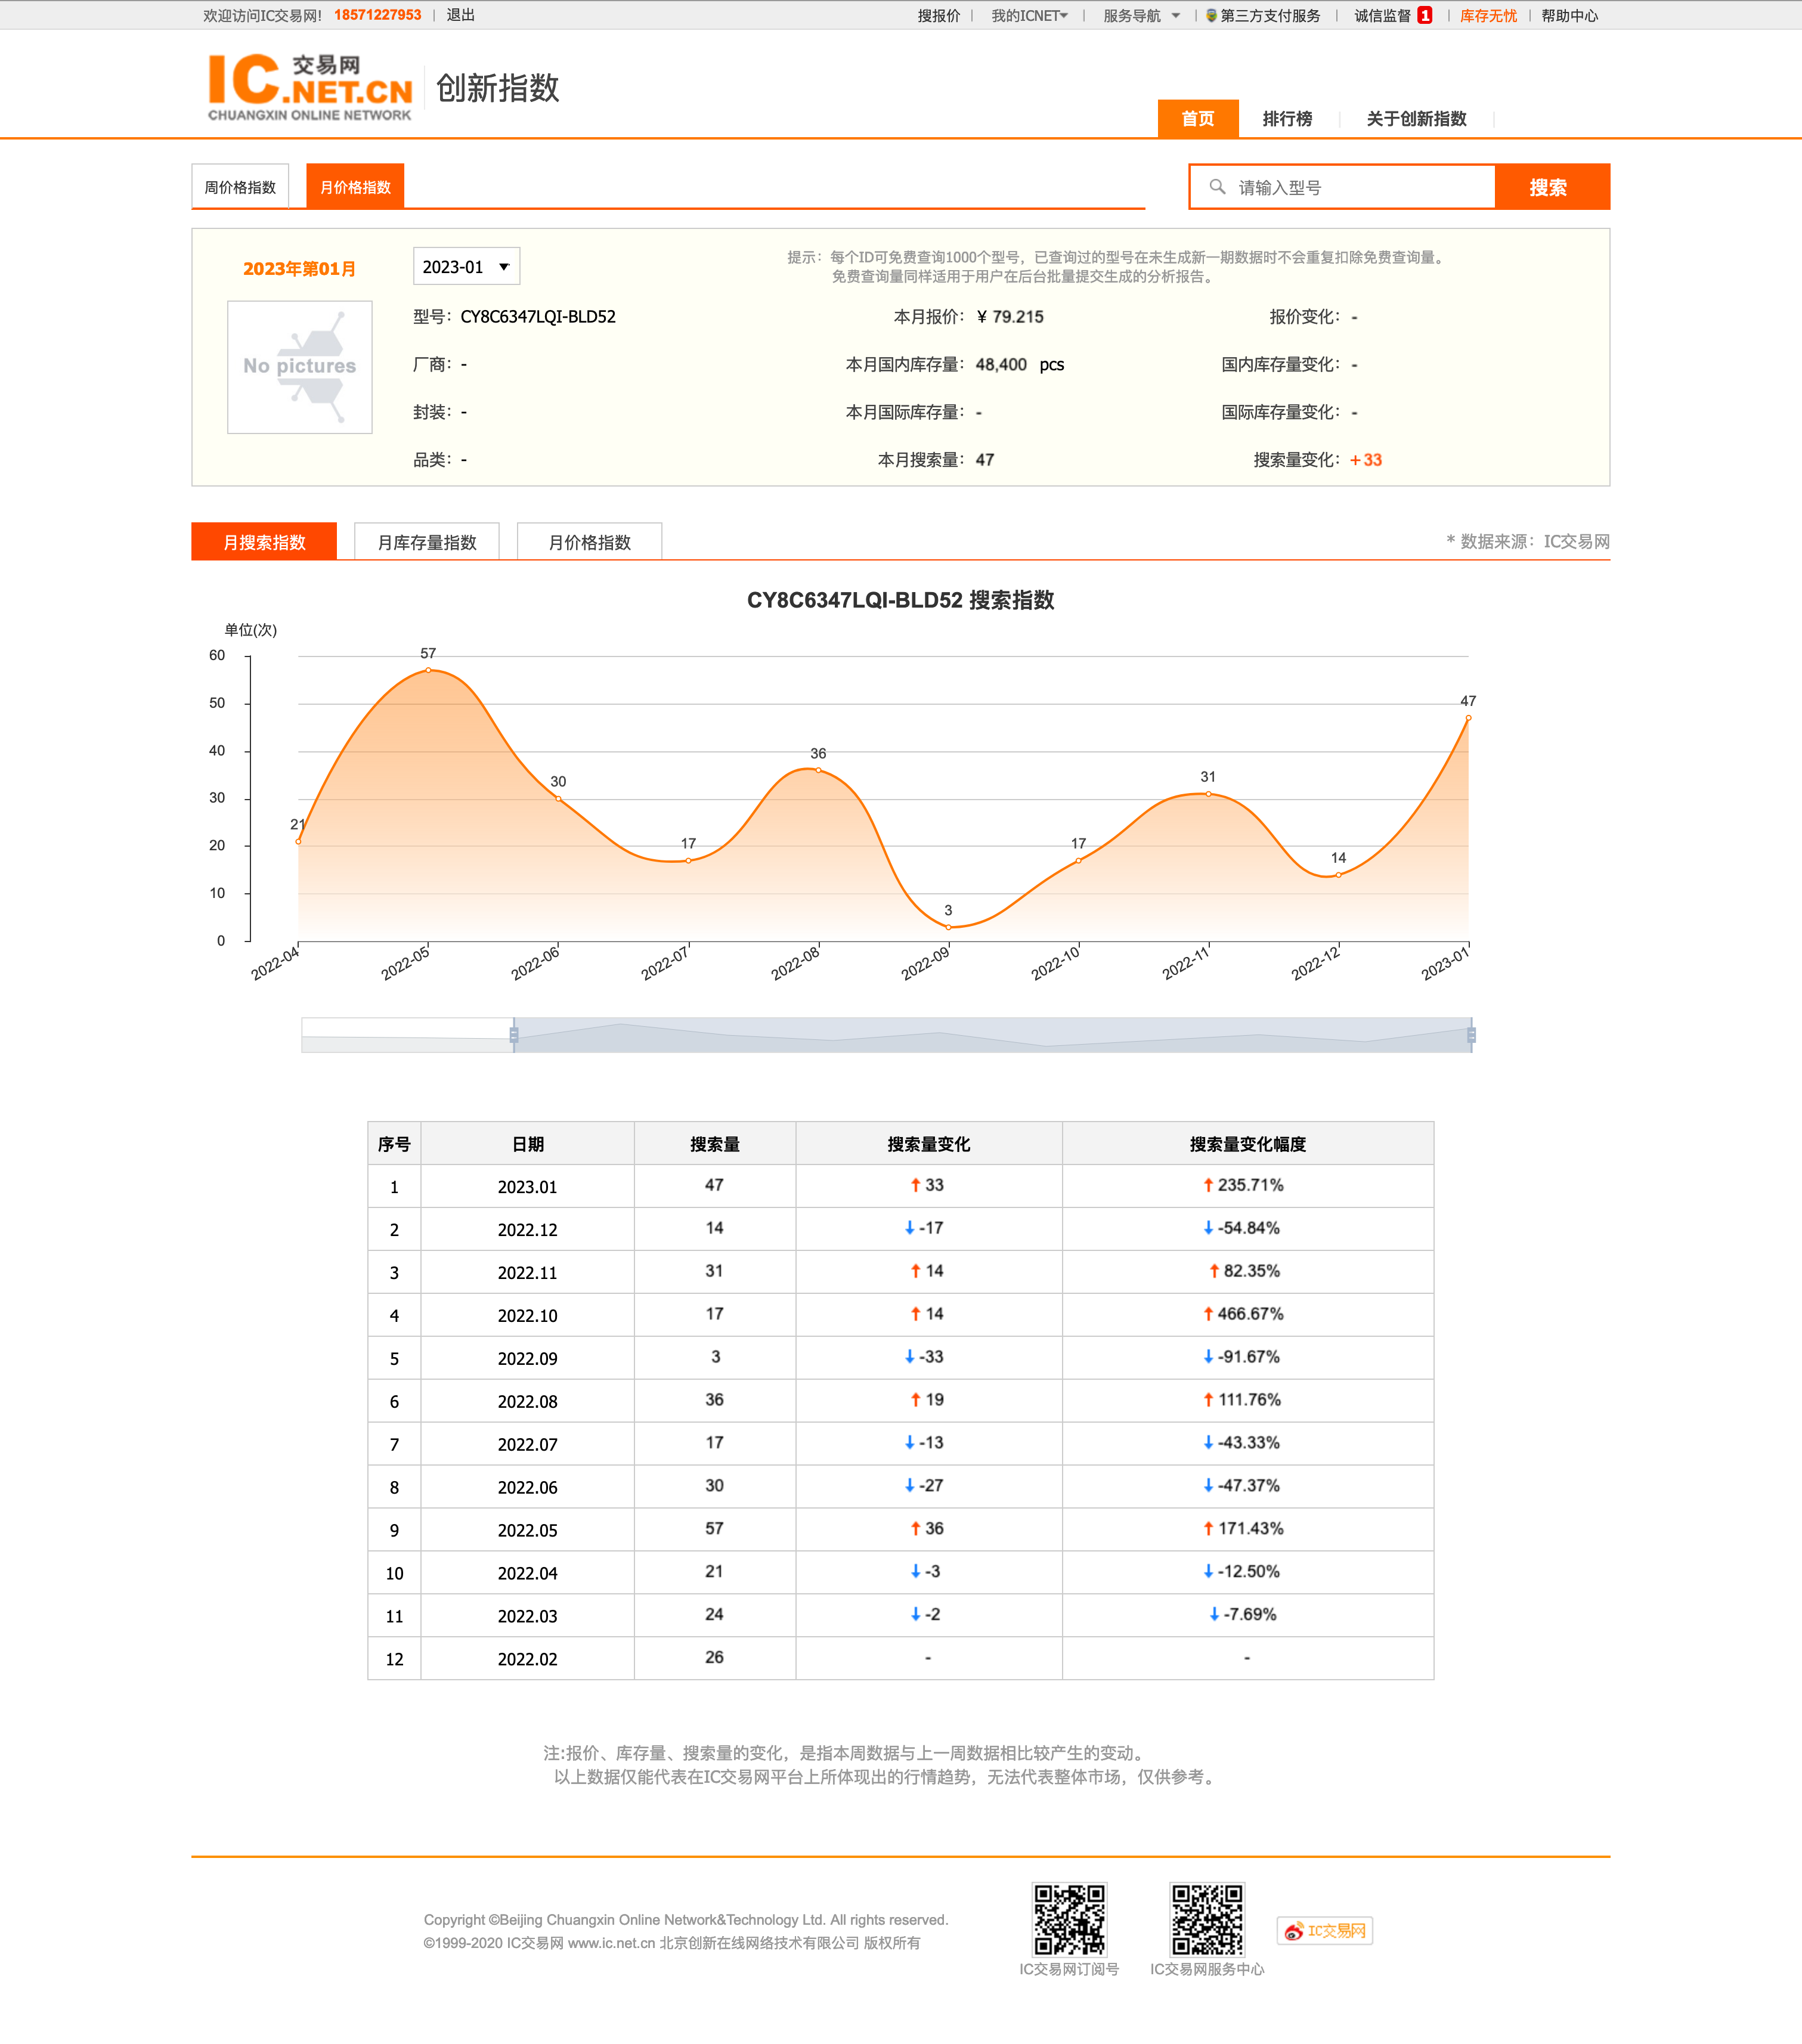 欢迎访问IC交易网! 18571227953 | 退出
搜报价 | 我的ICNET | 服务导航 | 第三方支付服务 | 诚信监督 1 | 库存无忧 | 帮助中心
IC交易网.NET.CN
CHUANGXIN ONLINE NETWORK
创新指数
首页 排行榜 关于创新指数
周价格指数 月价格指数
请输入型号 搜索
2023年第01月 2023-01
提示：每个ID可免费查询1000个型号，已查询过的型号在未生成新一期数据时不会重复扣除免费查询量。
免费查询量同样适用于用户在后台批量提交生成的分析报告。
No pictures
型号：CY8C6347LQI-BLD52 本月报价：¥ 79.215 报价变化：-
厂商：- 本月国内库存量：48,400 pcs 国内库存量变化：-
封装：- 本月国际库存量：- 国际库存量变化：-
品类：- 本月搜索量：47 搜索量变化：+33
月搜索指数 月库存量指数 月价格指数
* 数据来源：IC交易网
CY8C6347LQI-BLD52 搜索指数
单位(次)
60
50
40
30
20
10
0
21 57 30 17 36 3 17 31 14 47
2022-04 2022-05 2022-06 2022-07 2022-08 2022-09 2022-10 2022-11 2022-12 2023-01
序号 日期 搜索量 搜索量变化 搜索量变化幅度
1 2023.01 47 ↑ 33 ↑ 235.71%
2 2022.12 14 ↓ -17 ↓ -54.84%
3 2022.11 31 ↑ 14 ↑ 82.35%
4 2022.10 17 ↑ 14 ↑ 466.67%
5 2022.09 3 ↓ -33 ↓ -91.67%
6 2022.08 36 ↑ 19 ↑ 111.76%
7 2022.07 17 ↓ -13 ↓ -43.33%
8 2022.06 30 ↓ -27 ↓ -47.37%
9 2022.05 57 ↑ 36 ↑ 171.43%
10 2022.04 21 ↓ -3 ↓ -12.50%
11 2022.03 24 ↓ -2 ↓ -7.69%
12 2022.02 26 - -
注:报价、库存量、搜索量的变化，是指本周数据与上一周数据相比较产生的变动。
以上数据仅能代表在IC交易网平台上所体现出的行情趋势，无法代表整体市场，仅供参考。
Copyright ©Beijing Chuangxin Online Network&Technology Ltd. All rights reserved.
©1999-2020 IC交易网 www.ic.net.cn 北京创新在线网络技术有限公司 版权所有
IC交易网订阅号
IC交易网服务中心
IC交易网